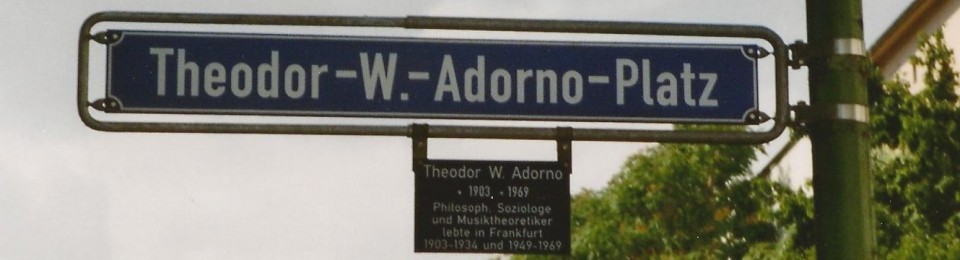 Theodor-W.-Adorno-Platz
Theodor W. Adorno
* 1903 • 1969
Philosoph, Soziologe
und Musiktheoretiker
lebte in Frankfurt
1903-1934 und 1949-1969